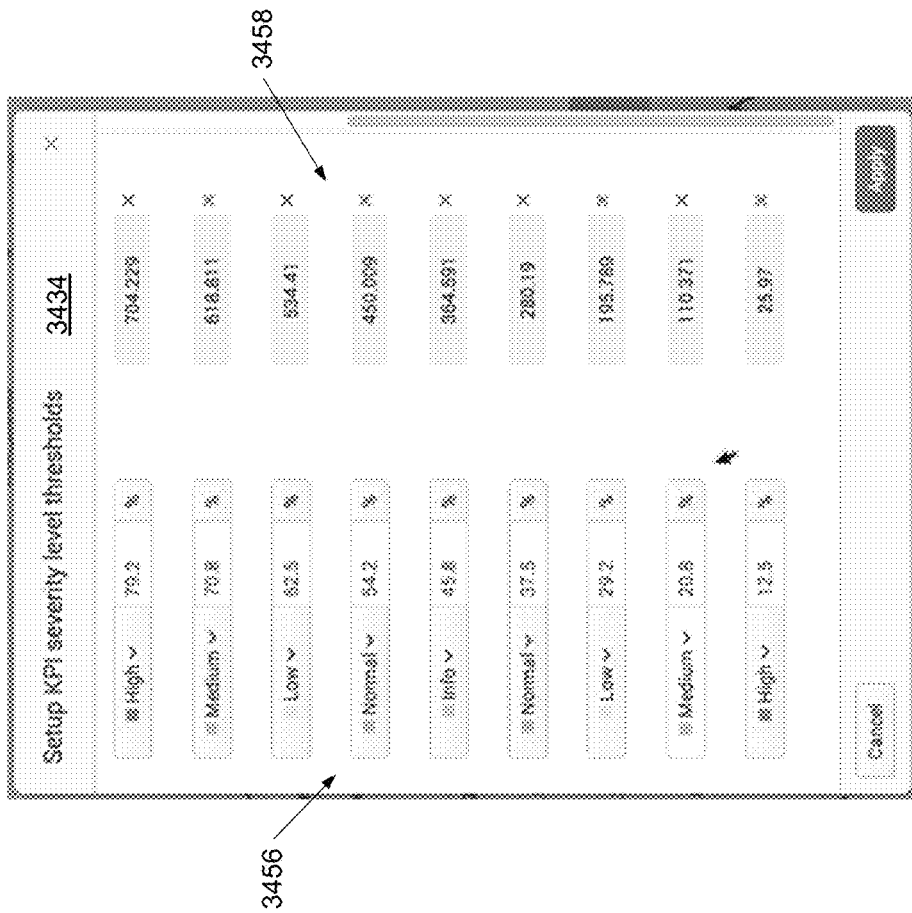 Setup KPI severity level thresholds 3434 ×
3456
3458
High 79.2 % 704.229 ×
Medium 70.8 % 618.811 ×
Low 62.5 % 534.41 ×
Normal 54.2 % 450.009 ×
Info 45.8 % 364.591 ×
Normal 37.5 % 280.19 ×
Low 29.2 % 195.789 ×
Medium 20.8 % 110.371 ×
High 12.5 % 25.97 ×
Cancel Apply